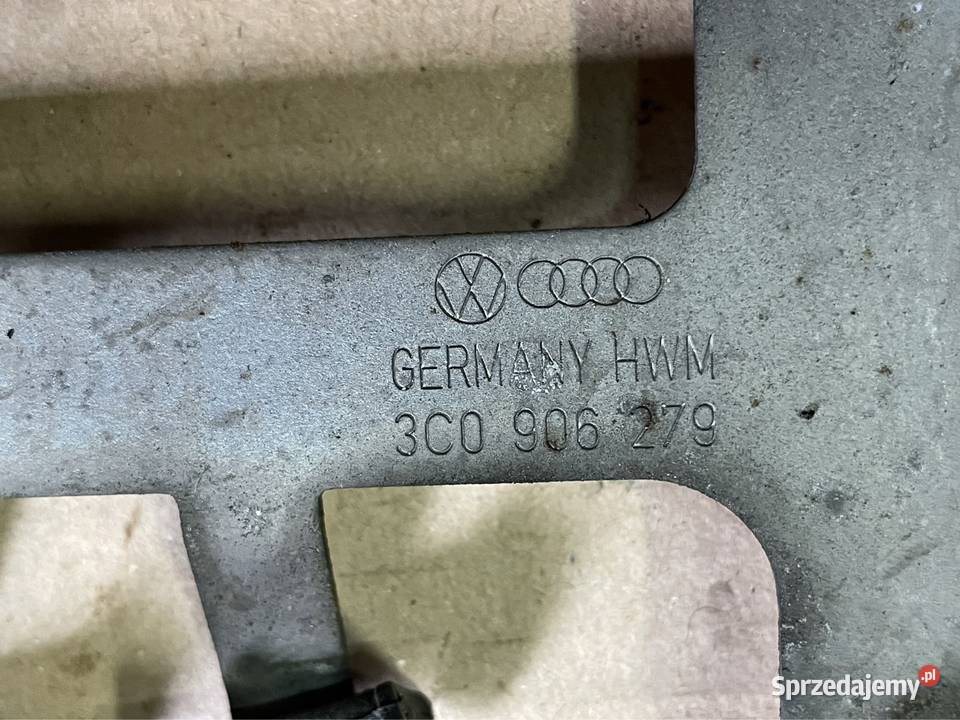 GERMANY HWM
3C0 906 279
Sprzedajemy.pl